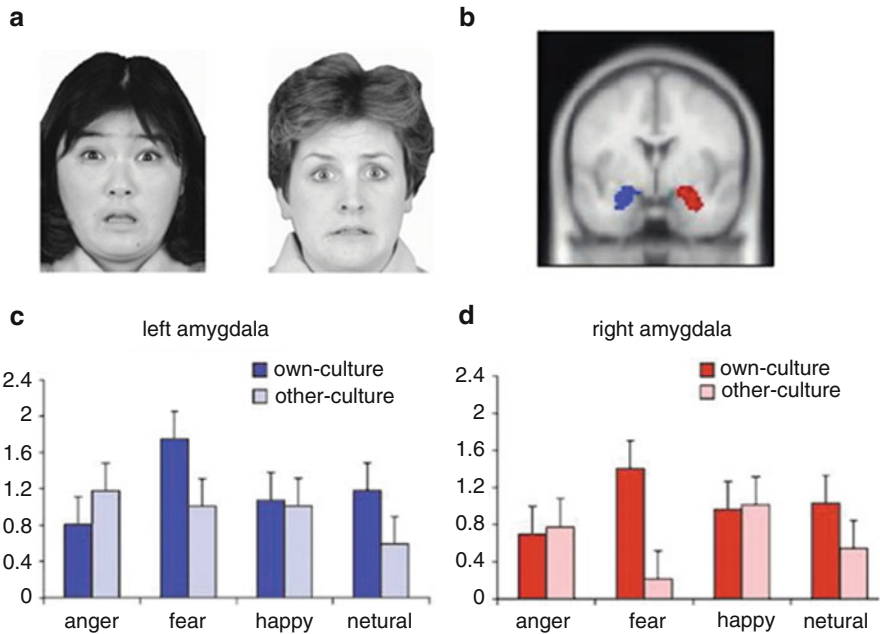 a
b
c
left amygdala
own-culture
other-culture
2.4
2
1.6
1.2
0.8
0.4
0
anger fear happy netural
d
right amygdala
own-culture
other-culture
2.4
2
1.6
1.2
0.8
0.4
0
anger fear happy netural